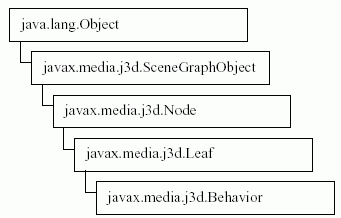 java.lang.Object
javax.media.j3d.SceneGraphObject
javax.media.j3d.Node
javax.media.j3d.Leaf
javax.media.j3d.Behavior